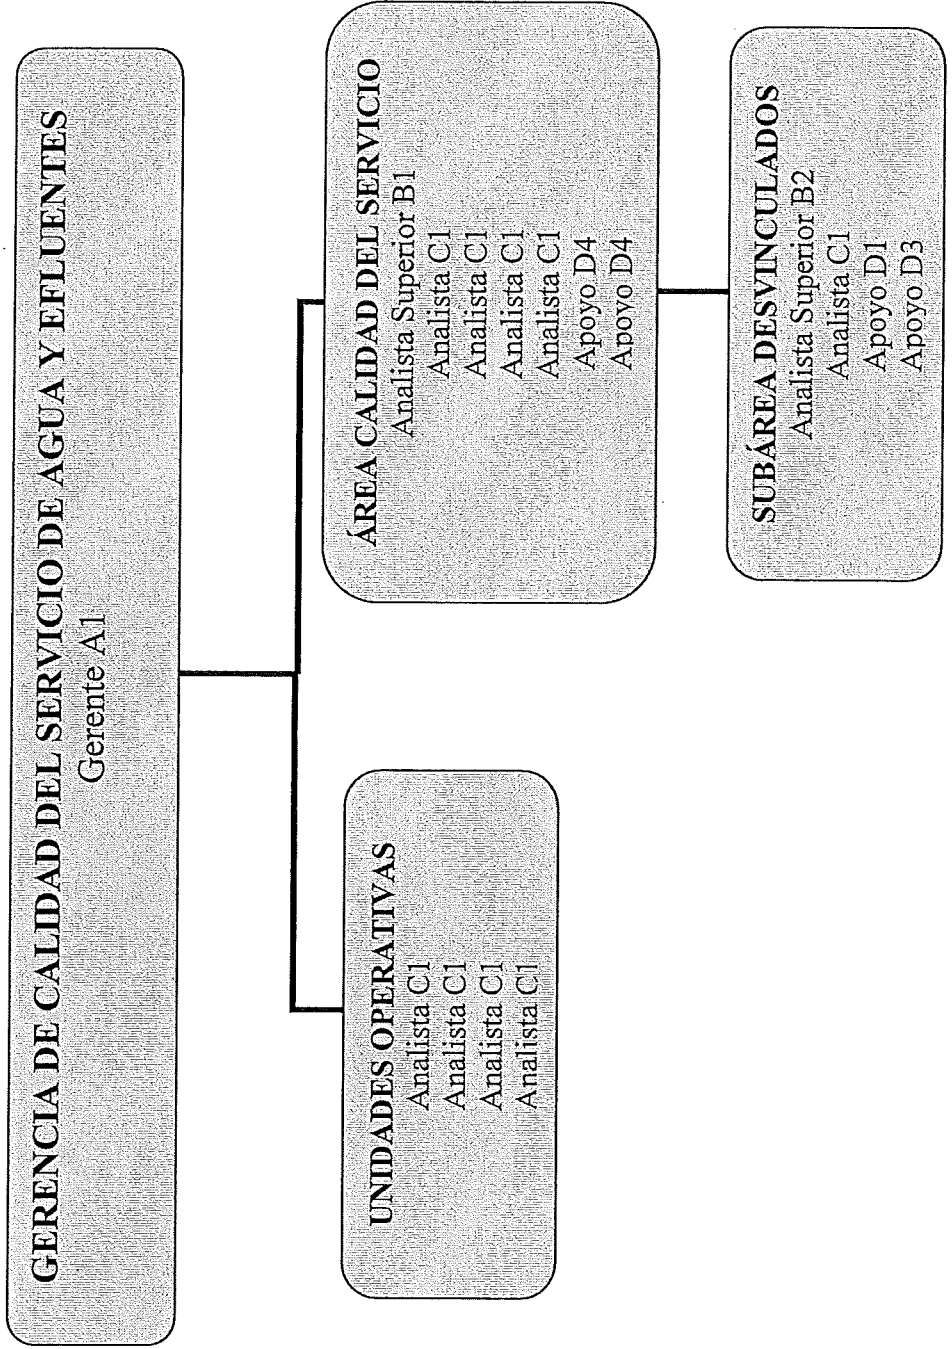 GERENCIA DE CALIDAD DEL SERVICIO DE AGUA Y EFLUENTES
Gerente A1
UNIDADES OPERATIVAS
Analista C1
Analista C1
Analista C1
Analista C1
ÁREA CALIDAD DEL SERVICIO
Analista Superior B1
Analista C1
Analista C1
Analista C1
Analista C1
Apoyo D4
Apoyo D4
SUBÁREA DESVINCULADOS
Analista Superior B2
Analista C1
Apoyo D1
Apoyo D3